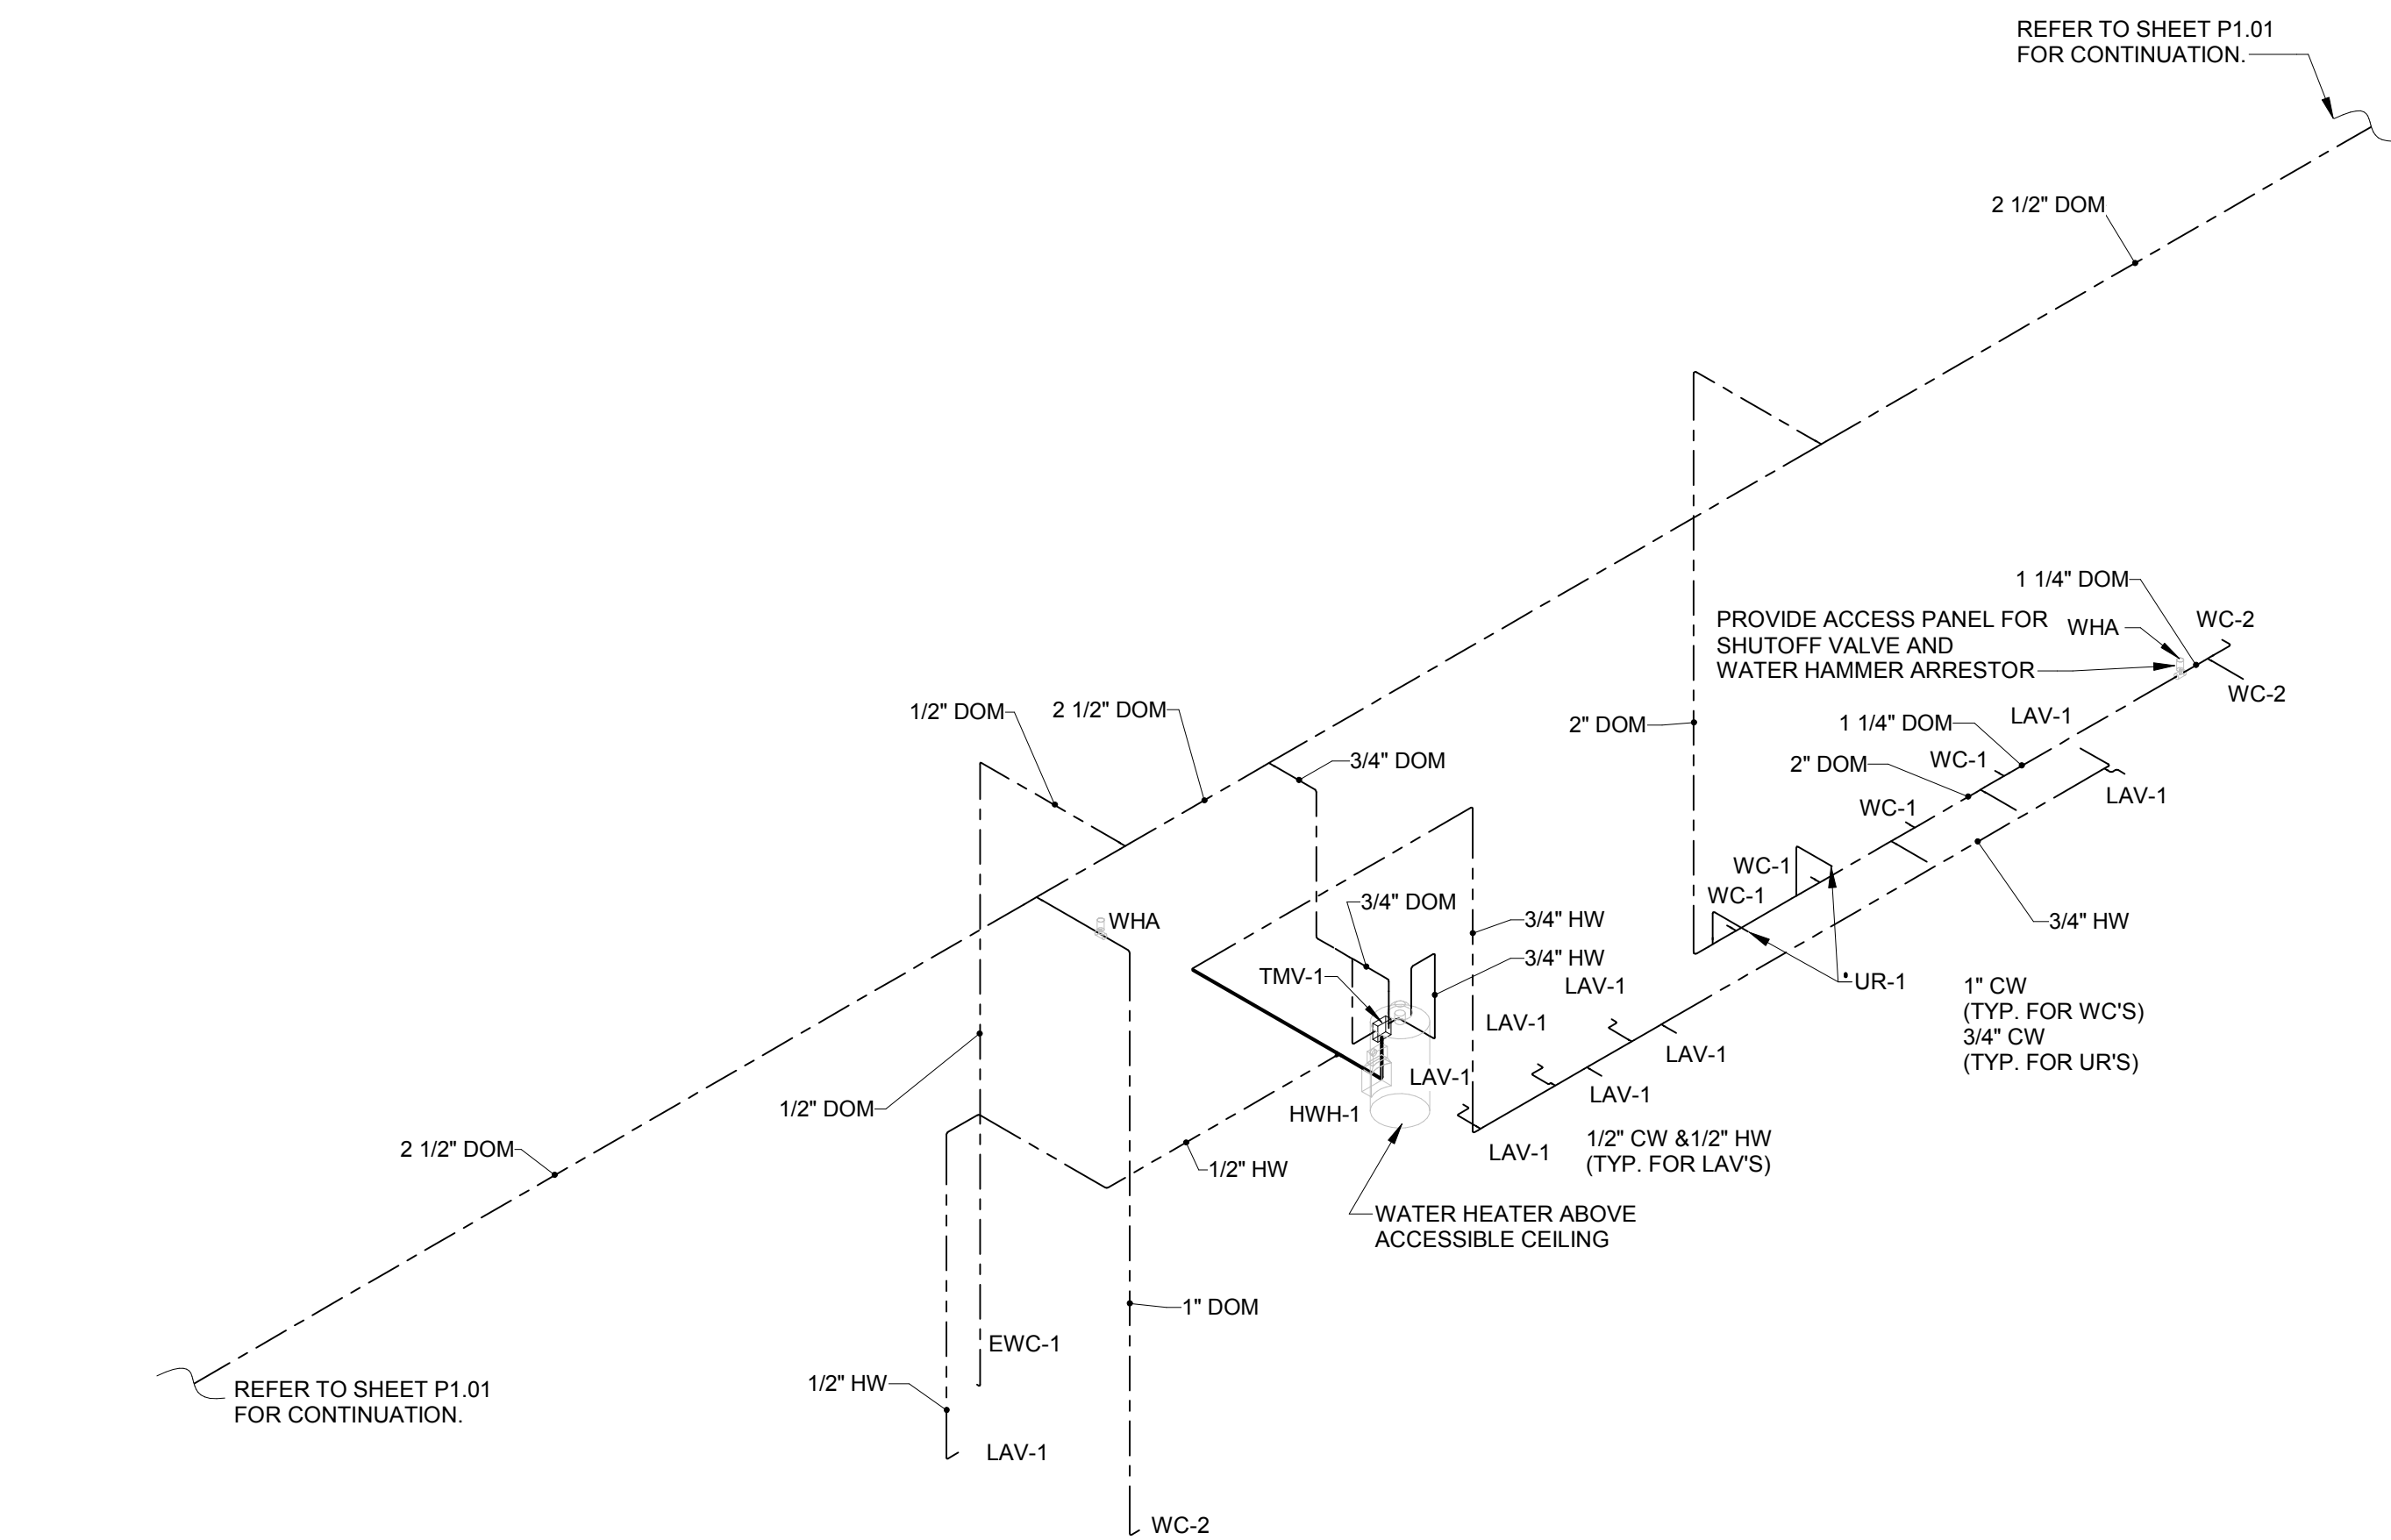 REFER TO SHEET P1.01
FOR CONTINUATION.
2 1/2" DOM
1 1/4" DOM
PROVIDE ACCESS PANEL FOR
SHUTOFF VALVE AND
WATER HAMMER ARRESTOR
WHA
WC-2
WC-2
1/2" DOM
2 1/2" DOM
2" DOM
1 1/4" DOM
LAV-1
3/4" DOM
2" DOM
WC-1
LAV-1
WC-1
WC-1
WC-1
3/4" DOM
WHA
3/4" HW
3/4" HW
3/4" HW
TMV-1
LAV-1
UR-1
1" CW
(TYP. FOR WC'S)
3/4" CW
(TYP. FOR UR'S)
LAV-1
LAV-1
LAV-1
LAV-1
1/2" DOM
HWH-1
2 1/2" DOM
LAV-1
1/2" CW &1/2" HW
(TYP. FOR LAV'S)
1/2" HW
WATER HEATER ABOVE
ACCESSIBLE CEILING
1" DOM
EWC-1
1/2" HW
REFER TO SHEET P1.01
FOR CONTINUATION.
LAV-1
WC-2